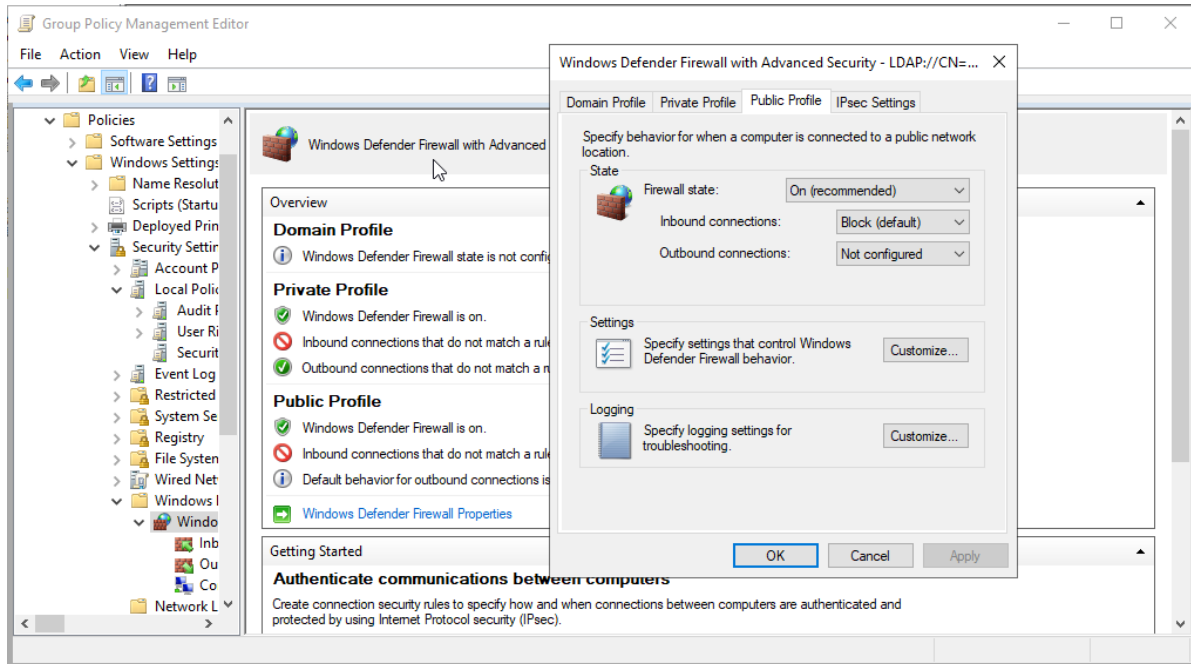 Group Policy Management Editor
File Action View Help
Policies
Software Settings
Windows Settings
Name Resolut
Scripts (Startu
Deployed Prin
Security Settin
Account P
Local Polic
Audit P
User Ri
Securit
Event Log
Restricted
System Se
Registry
File System
Wired Net
Windows
Windo
Inb
Ou
Co
Network L
Windows Defender Firewall with Advanced
Overview
Domain Profile
Windows Defender Firewall state is not confi
Private Profile
Windows Defender Firewall is on.
Inbound connections that do not match a rule
Outbound connections that do not match a
Public Profile
Windows Defender Firewall is on.
Inbound connections that do not match a rule
Default behavior for outbound connections is
Windows Defender Firewall Properties
Getting Started
Authenticate communications between computers
Create connection security rules to specify how and when connections between computers are authenticated and
protected by using Internet Protocol security (IPsec).
Windows Defender Firewall with Advanced Security - LDAP://CN=...
Domain Profile Private Profile Public Profile IPsec Settings
Specify behavior for when a computer is connected to a public network
location.
State
Firewall state: On (recommended)
Inbound connections: Block (default)
Outbound connections: Not configured
Settings
Specify settings that control Windows
Defender Firewall behavior.
Customize...
Logging
Specify logging settings for
troubleshooting.
Customize...
OK Cancel Apply